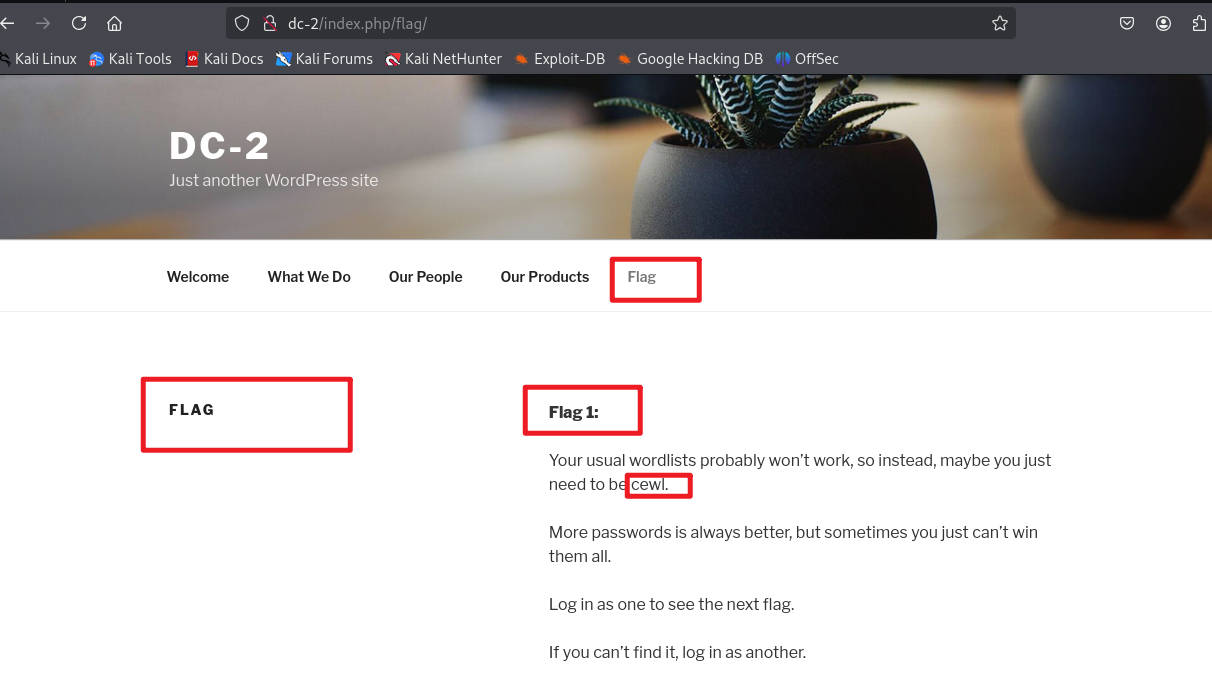 dc-2/index.php/flag/
Kali Linux Kali Tools Kali Docs Kali Forums Kali NetHunter Exploit-DB Google Hacking DB OffSec
DC-2
Just another WordPress site
Welcome What We Do Our People Our Products Flag
FLAG
Flag 1:
Your usual wordlists probably won’t work, so instead, maybe you just
need to be cewl.
More passwords is always better, but sometimes you just can’t win
them all.
Log in as one to see the next flag.
If you can’t find it, log in as another.